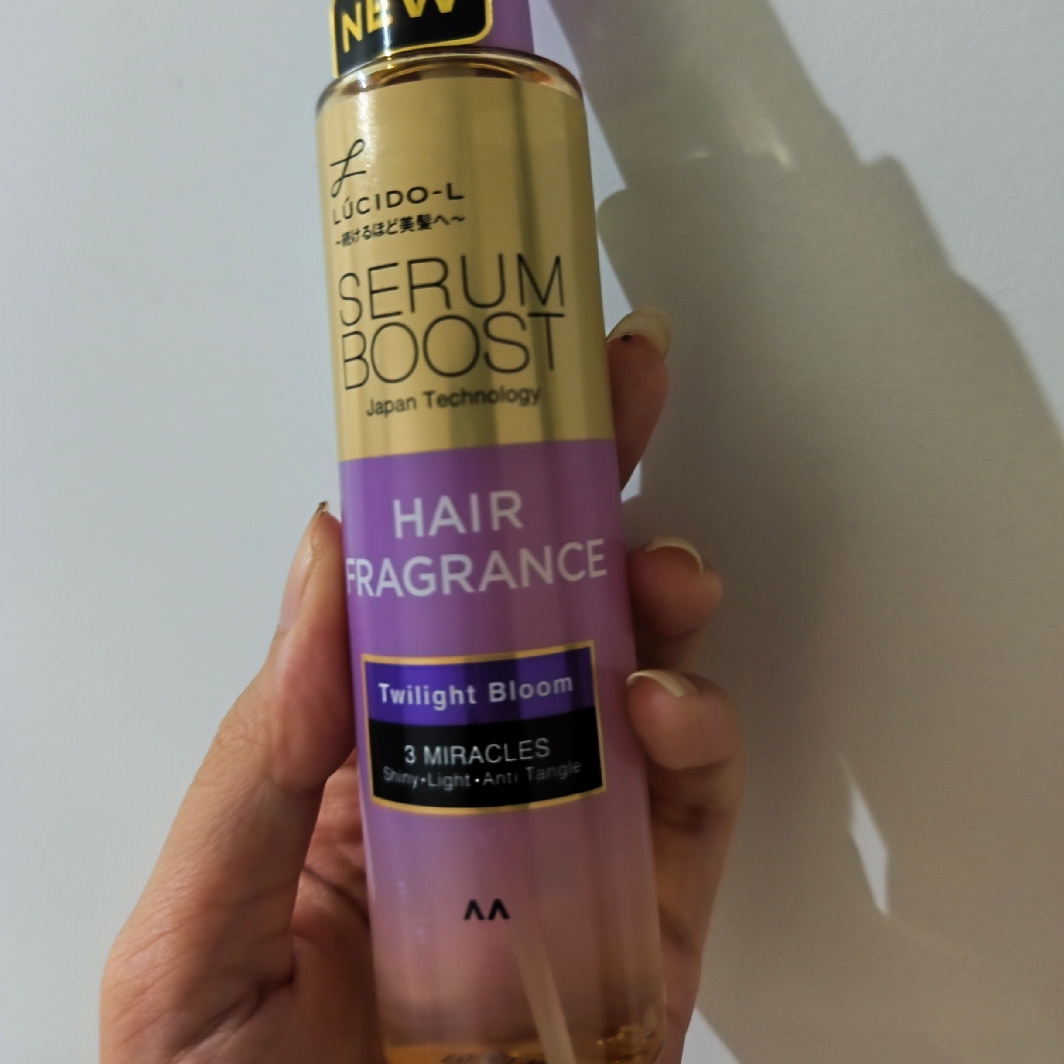 NEW
LÚCIDO-L
~続けるほど美髪へ~
SERUM
BOOST
Japan Technology
HAIR
FRAGRANCE
Twilight Bloom
3 MIRACLES
Shiny・Light・Anti Tangle